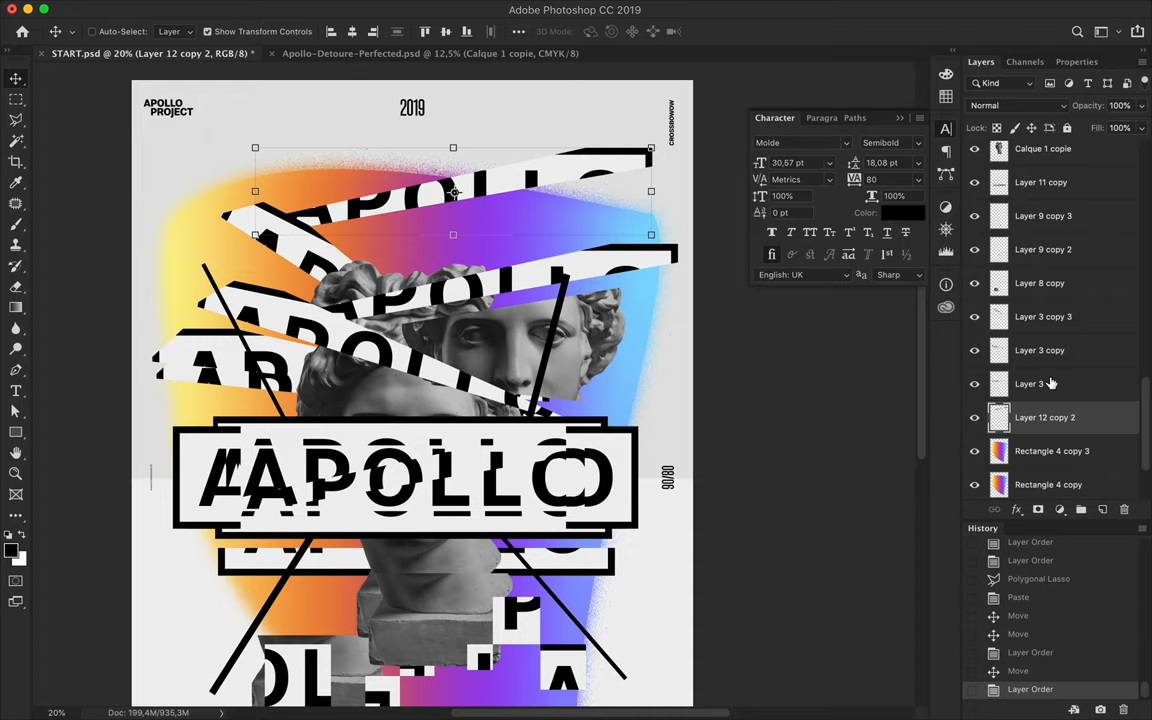 Adobe Photoshop CC 2019
Auto-Select:
Layer
Show Transform Controls
3D Mode:
START.psd @ 20% (Layer 12 copy 2, RGB/8) *
Apollo-Detoure-Perfected.psd @ 12,5% (Calque 1 copie, CMYK/8)
APOLLO
PROJECT
2019
CROSSBOWOW
APOLLO
APOLLO
APOLLO
APOLLO
90/80
Character
Paragra
Paths
Molde
Semibold
30,57 pt
18,08 pt
Metrics
80
100%
100%
0 pt
Color:
English: UK
Sharp
Layers
Channels
Properties
Kind
Normal
Opacity:
100%
Lock:
Fill:
100%
Calque 1 copie
Layer 11 copy
Layer 9 copy 3
Layer 9 copy 2
Layer 8 copy
Layer 3 copy 3
Layer 3 copy
Layer 3
Layer 12 copy 2
Rectangle 4 copy 3
Rectangle 4 copy
History
Layer Order
Layer Order
Polygonal Lasso
Paste
Move
Move
Layer Order
Move
Layer Order
20%
Doc: 199,4M/935,3M